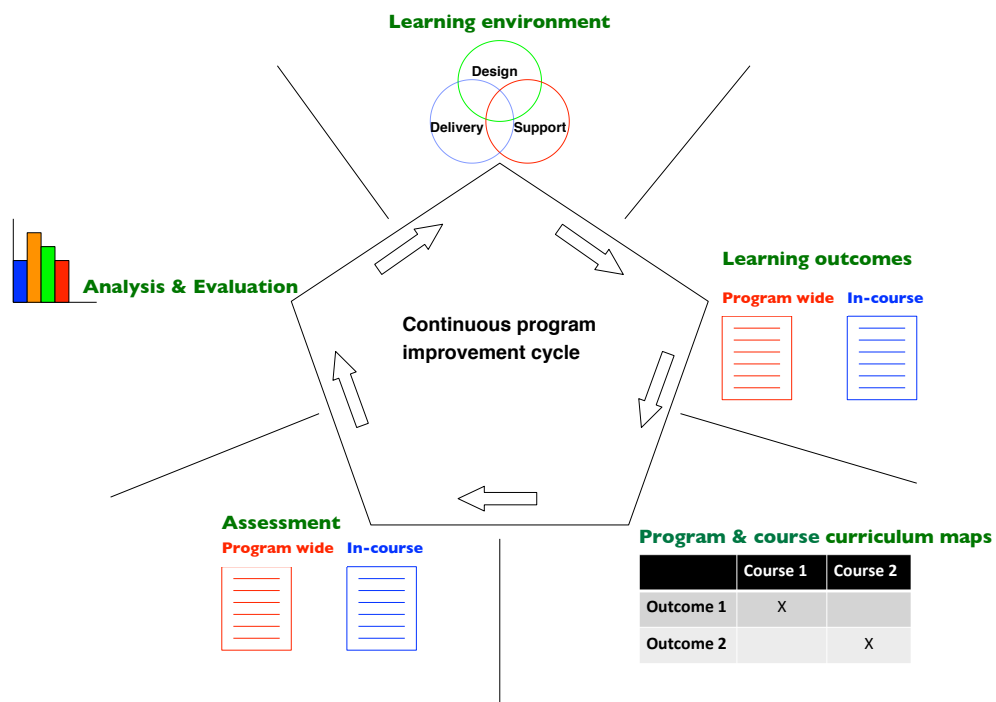 Learning environment
Design
Delivery
Support
Analysis & Evaluation
Learning outcomes
Program wide
In-course
Continuous program
improvement cycle
Assessment
Program wide
In-course
Program & course curriculum maps
Course 1
Course 2
Outcome 1
X
Outcome 2
X